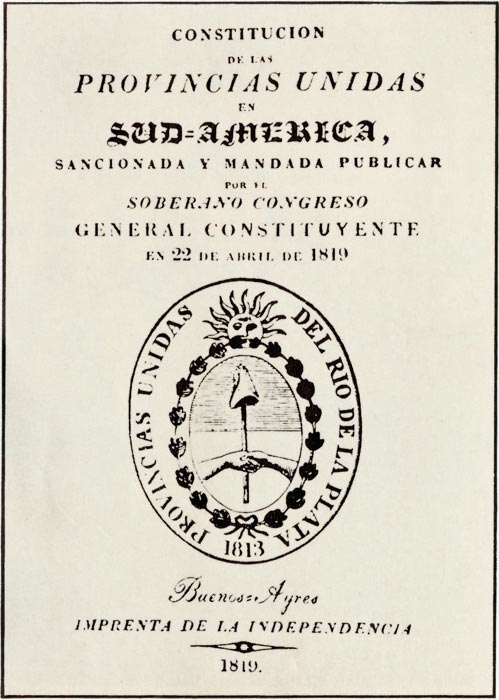 CONSTITUCION
DE LAS
PROVINCIAS UNIDAS
EN
SUD=AMERICA,
SANCIONADA Y MANDADA PUBLICAR
POR EL
SOBERANO CONGRESO
GENERAL CONSTITUYENTE
EN 22 DE ABRIL DE 1819
PROVINCIAS UNIDAS DEL RIO DE LA PLATA
1813
Buenos=Ayres
IMPRENTA DE LA INDEPENDENCIA
1819.